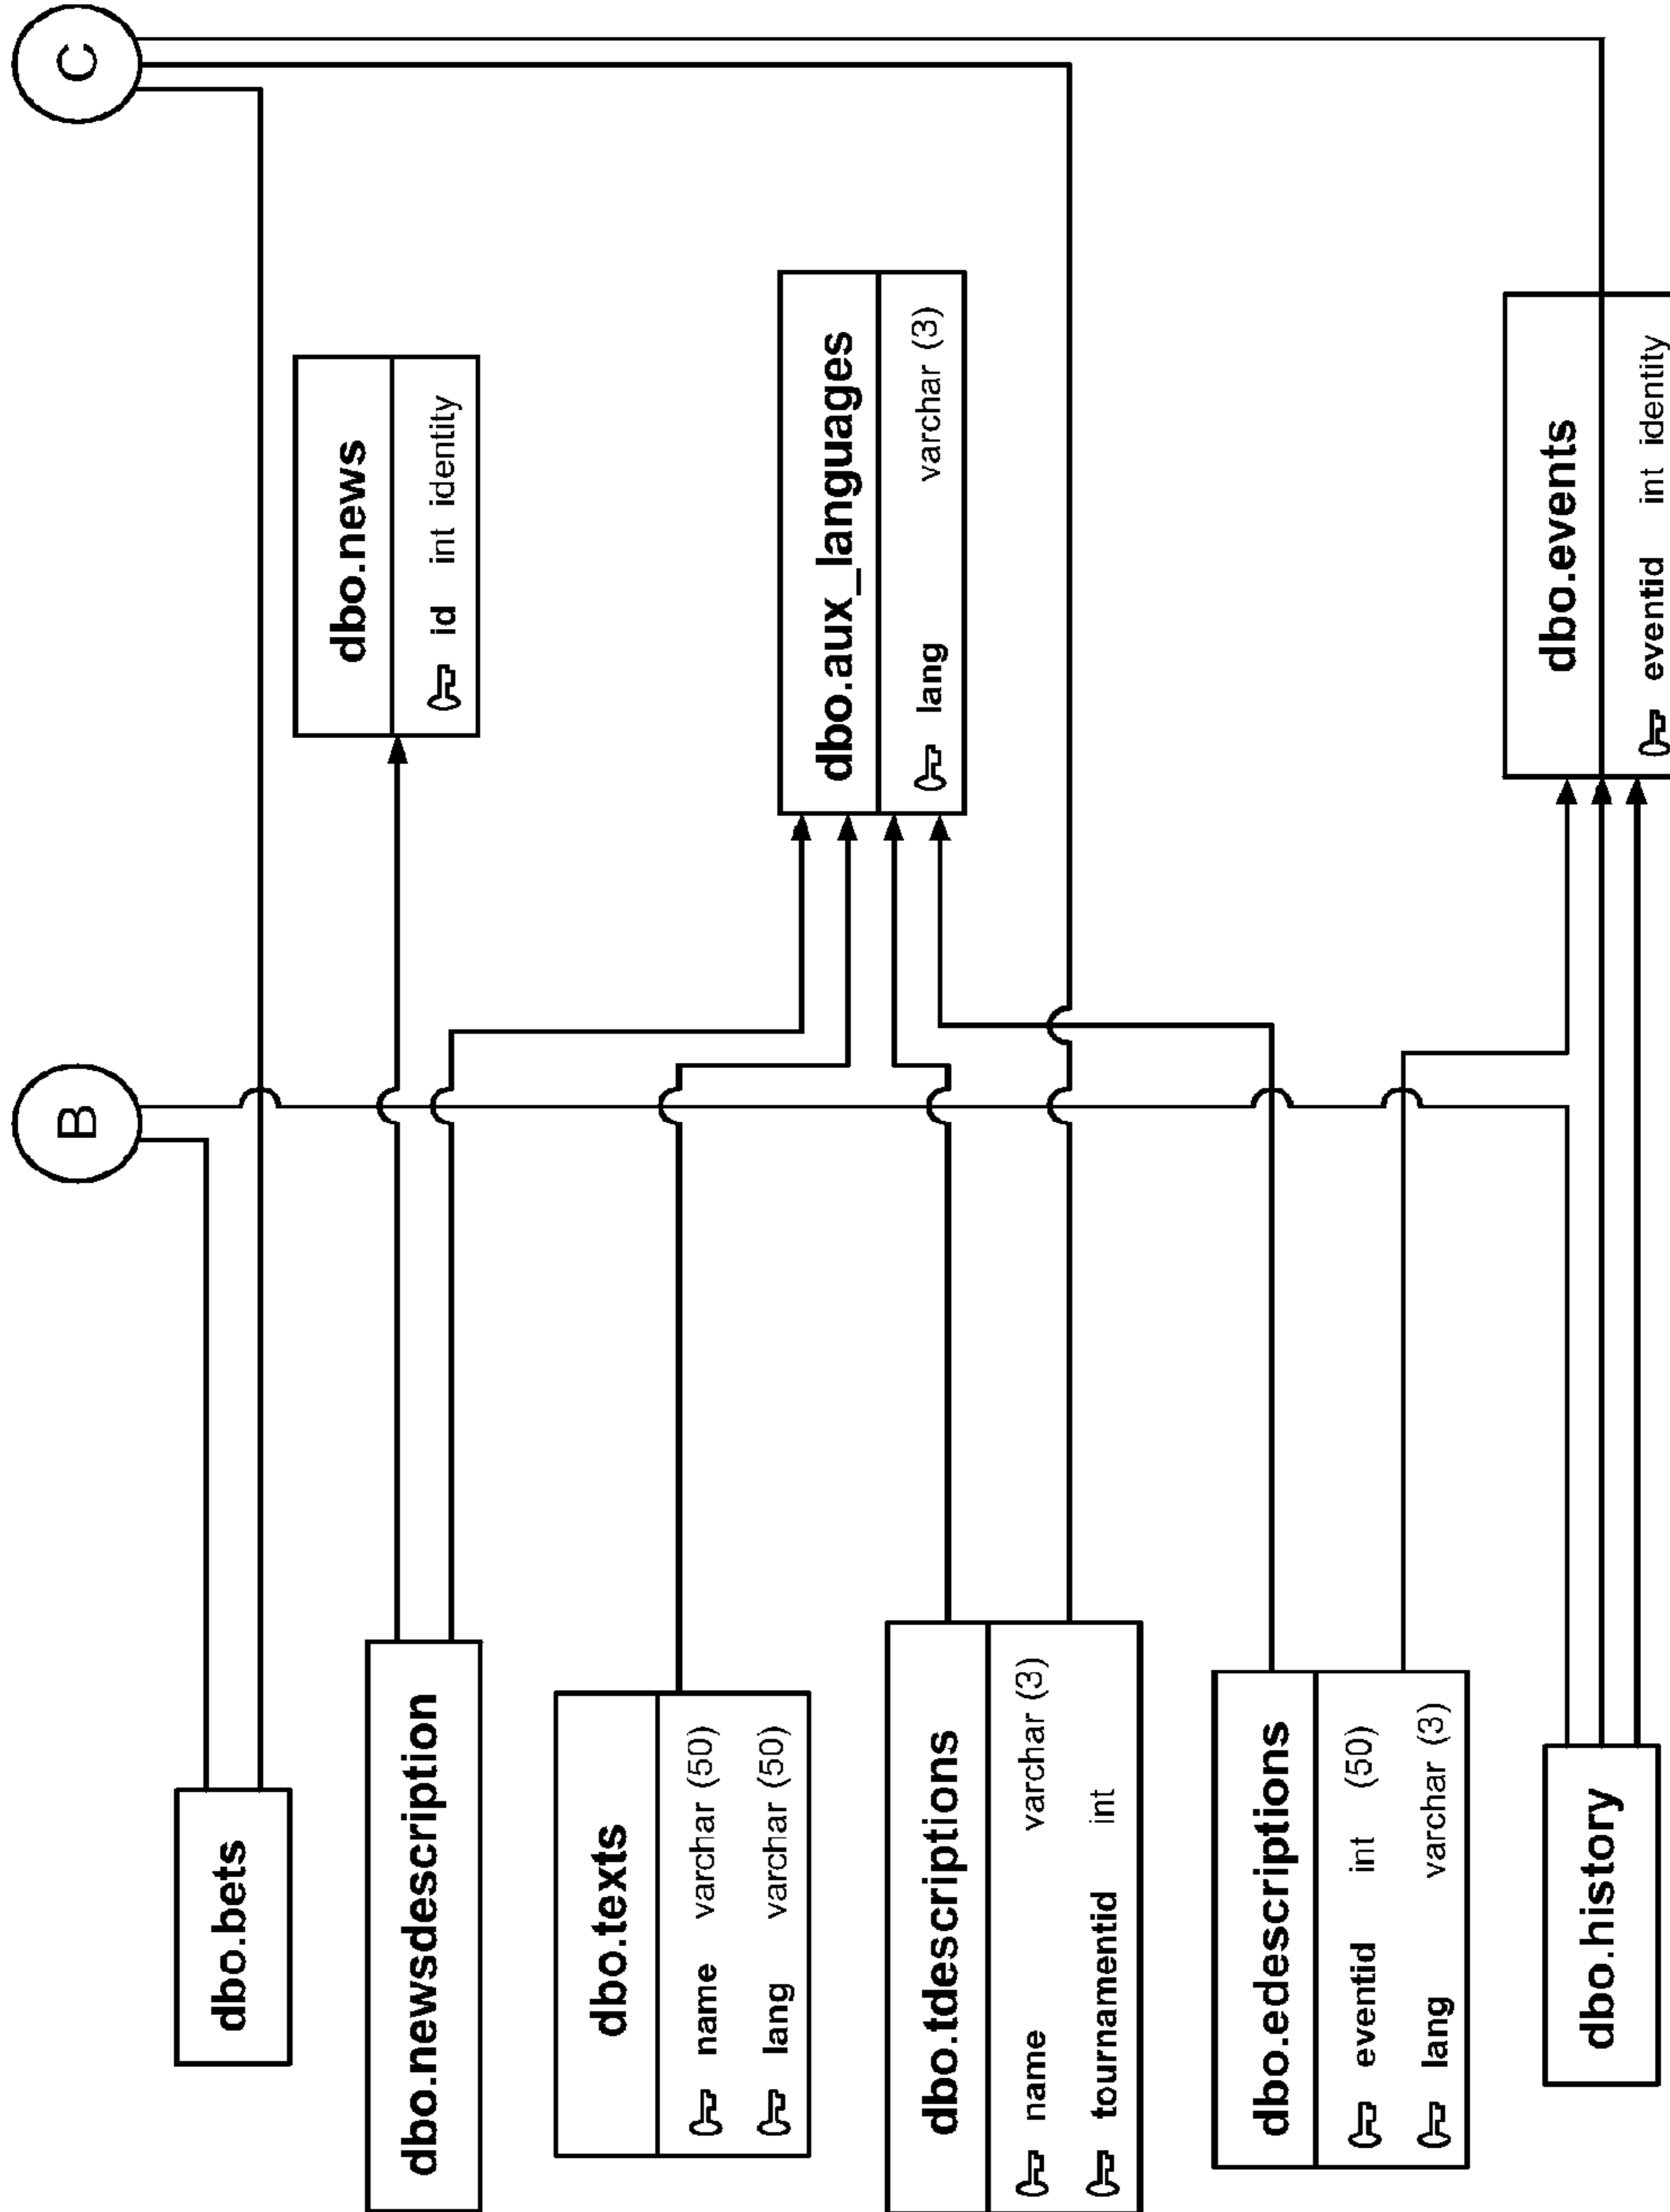 B
C
dbo.bets
dbo.newsdescription
dbo.news
id int identity
dbo.texts
name varchar (50)
lang varchar (50)
dbo.aux_languages
lang varchar (3)
dbo.tdescriptions
name varchar (3)
tournamentid int
dbo.edescriptions
eventid int (50)
lang varchar (3)
dbo.history
dbo.events
eventid int identity